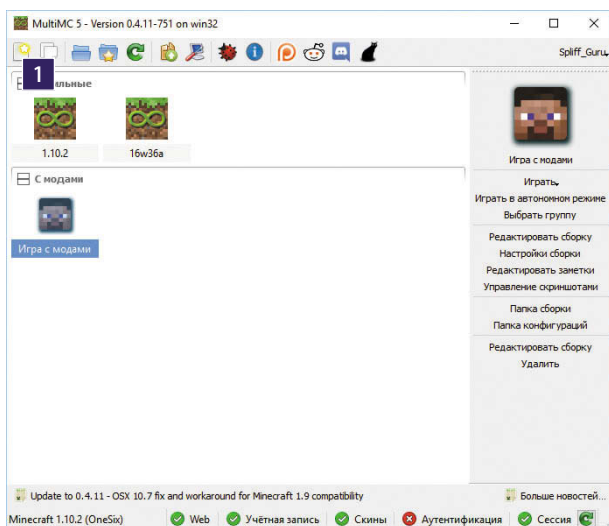 MultiMC 5 - Version 0.4.11-751 on win32
Spliff_Guru
1
1.10.2
16w36a
С модами
Игра с модами
Игра с модами
Играть
Играть в автономном режиме
Выбрать группу
Редактировать сборку
Настройки сборки
Редактировать заметки
Управление скриншотами
Папка сборки
Папка конфигураций
Редактировать сборку
Удалить
Update to 0.4.11 - OSX 10.7 fix and workaround for Minecraft 1.9 compatibility
Больше новостей...
Minecraft 1.10.2 (OneSix)
Web
Учётная запись
Скины
Аутентификация
Сессия